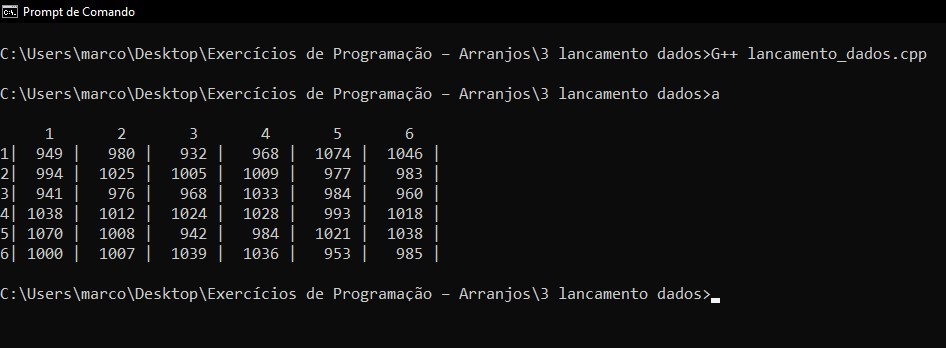 Prompt de Comando
C:\Users\marco\Desktop\Exercícios de Programação – Arranjos\3 lancamento dados>G++ lancamento_dados.cpp
C:\Users\marco\Desktop\Exercícios de Programação – Arranjos\3 lancamento dados>a
1 2 3 4 5 6
1| 949 | 980 | 932 | 968 | 1074 | 1046 |
2| 994 | 1025 | 1005 | 1009 | 977 | 983 |
3| 941 | 976 | 968 | 1033 | 984 | 960 |
4| 1038 | 1012 | 1024 | 1028 | 993 | 1018 |
5| 1070 | 1008 | 942 | 984 | 1021 | 1038 |
6| 1000 | 1007 | 1039 | 1036 | 953 | 985 |
C:\Users\marco\Desktop\Exercícios de Programação – Arranjos\3 lancamento dados>